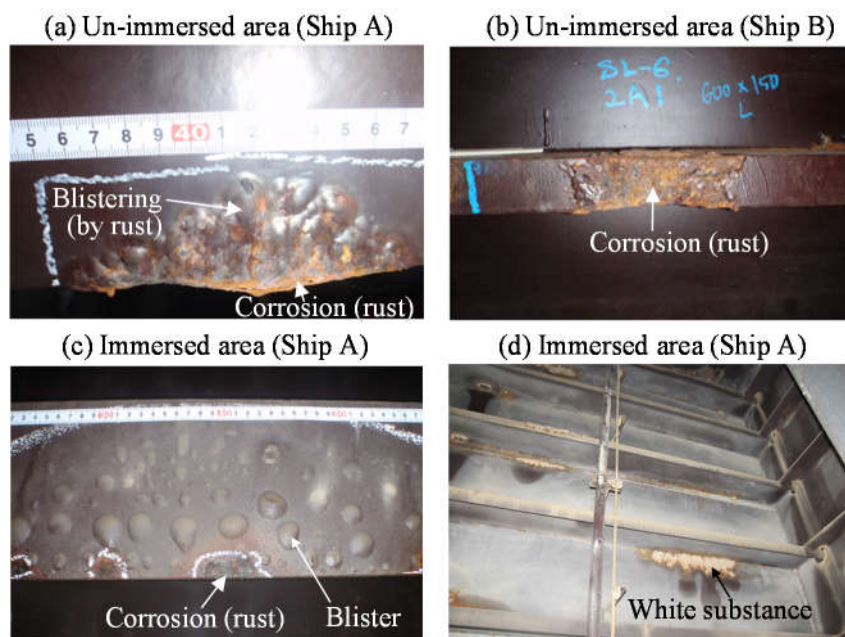 (a) Un-immersed area (Ship A)
5 6 7 8 9 40 1 2 3 4 5 6 7
Blistering
(by rust)
Corrosion (rust)
(b) Un-immersed area (Ship B)
SL-6.
2A1
600 x 150
L
Corrosion (rust)
(c) Immersed area (Ship A)
Corrosion (rust)
Blister
(d) Immersed area (Ship A)
White substance